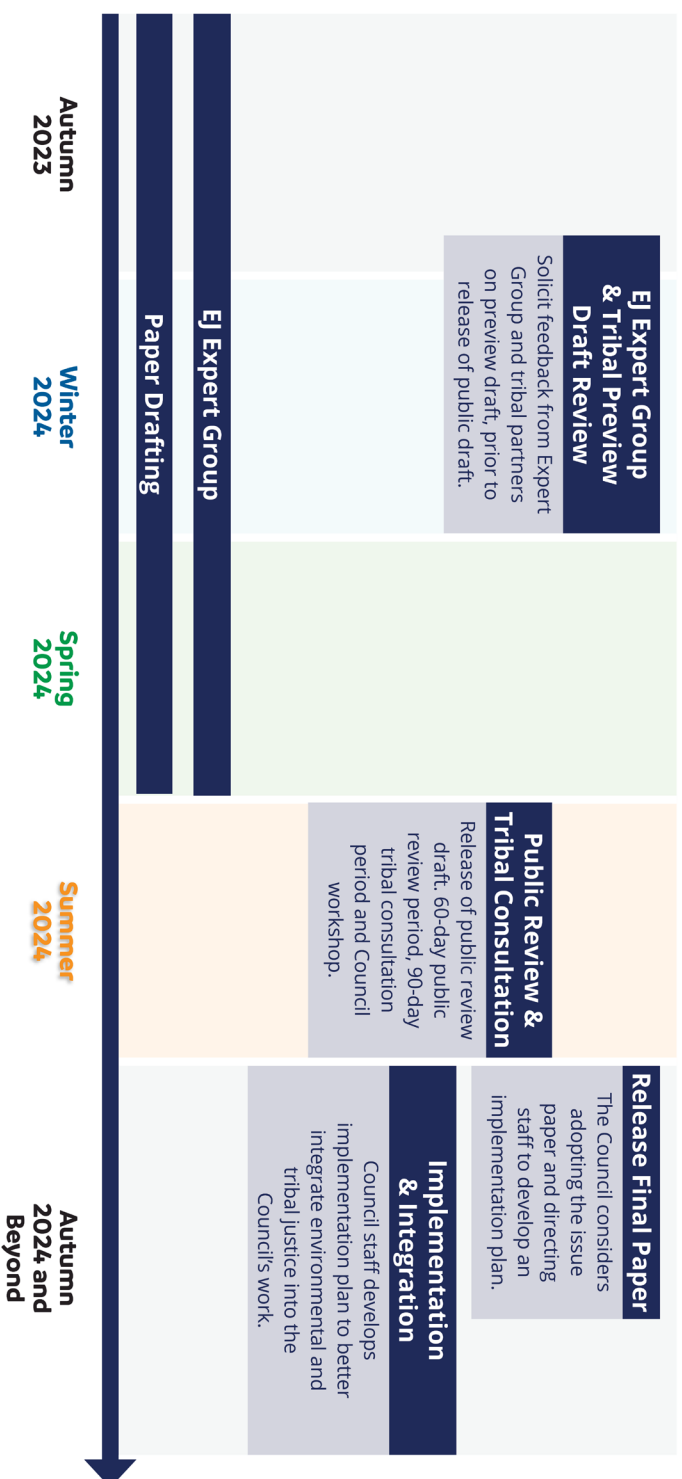 EJ Expert Group
& Tribal Preview
Draft Review
Solicit feedback from Expert
Group and tribal partners
on preview draft, prior to
release of public draft.
Release Final Paper
The Council considers
adopting the issue
paper and directing
staff to develop an
implementation plan.
Public Review &
Tribal Consultation
Release of public review
draft. 60-day public
review period, 90-day
tribal consultation
period and Council
workshop.
Implementation
& Integration
Council staff develops
implementation plan to better
integrate environmental and
tribal justice into the
Council's work.
EJ Expert Group
Paper Drafting
Autumn
2023
Winter
2024
Spring
2024
Summer
2024
Autumn
2024 and
Beyond